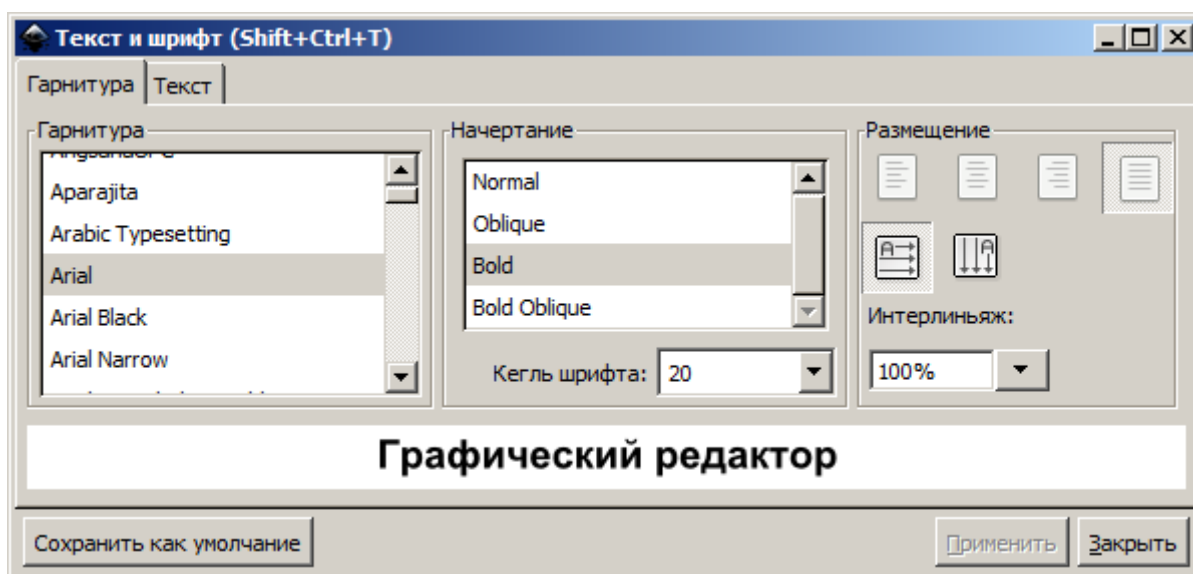 Текст и шрифт (Shift+Ctrl+T)
Гарнитура Текст
Гарнитура
Aparajita
Arabic Typesetting
Arial
Arial Black
Arial Narrow
Начертание
Normal
Oblique
Bold
Bold Oblique
Кегль шрифта: 20
Размещение
Интерлиньяж:
100%
Графический редактор
Сохранить как умолчание
Применить
Закрыть